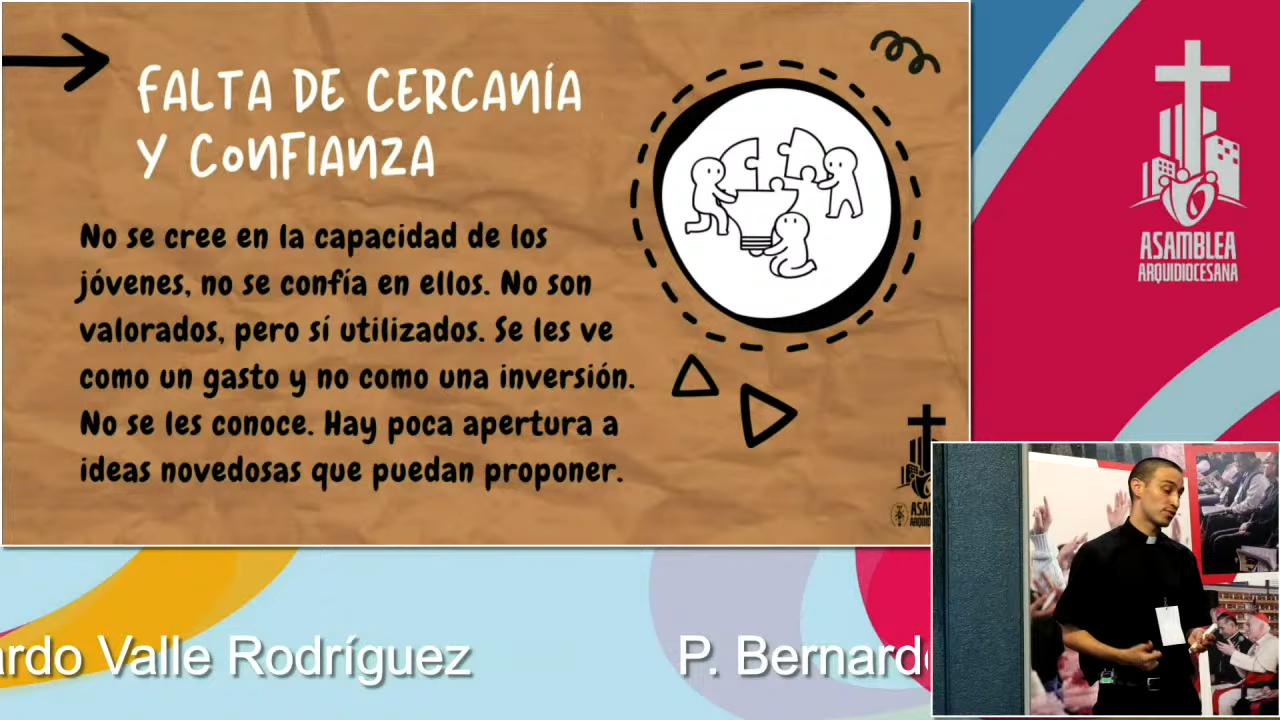 FALTA DE CERCANÍA
Y CONFIANZA
No se cree en la capacidad de los
jóvenes, no se confía en ellos. No son
valorados, pero sí utilizados. Se les ve
como un gasto y no como una inversión.
No se les conoce. Hay poca apertura a
ideas novedosas que puedan proponer.
ASAMBLEA
ARQUIDIOCESANA
ardo Valle Rodríguez
P. Bernard